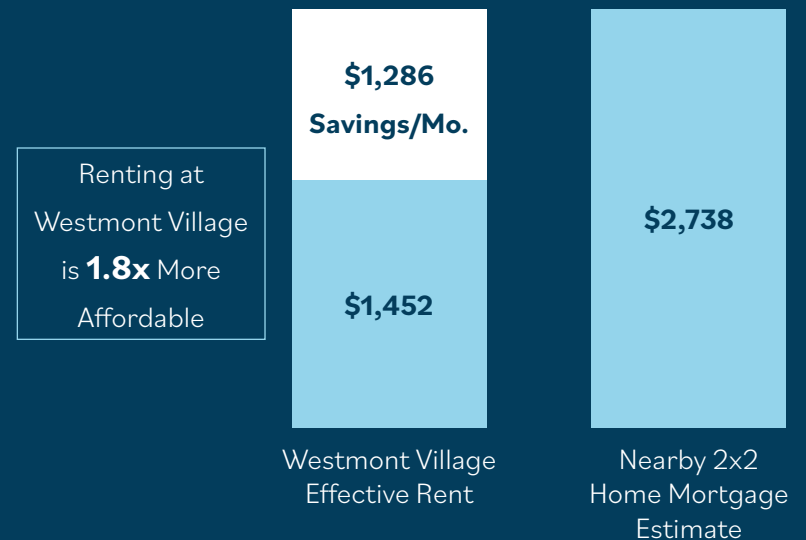 Renting at
Westmont Village
is 1.8x More
Affordable
$1,286
Savings/Mo.
$1,452
Westmont Village
Effective Rent
$2,738
Nearby 2x2
Home Mortgage
Estimate